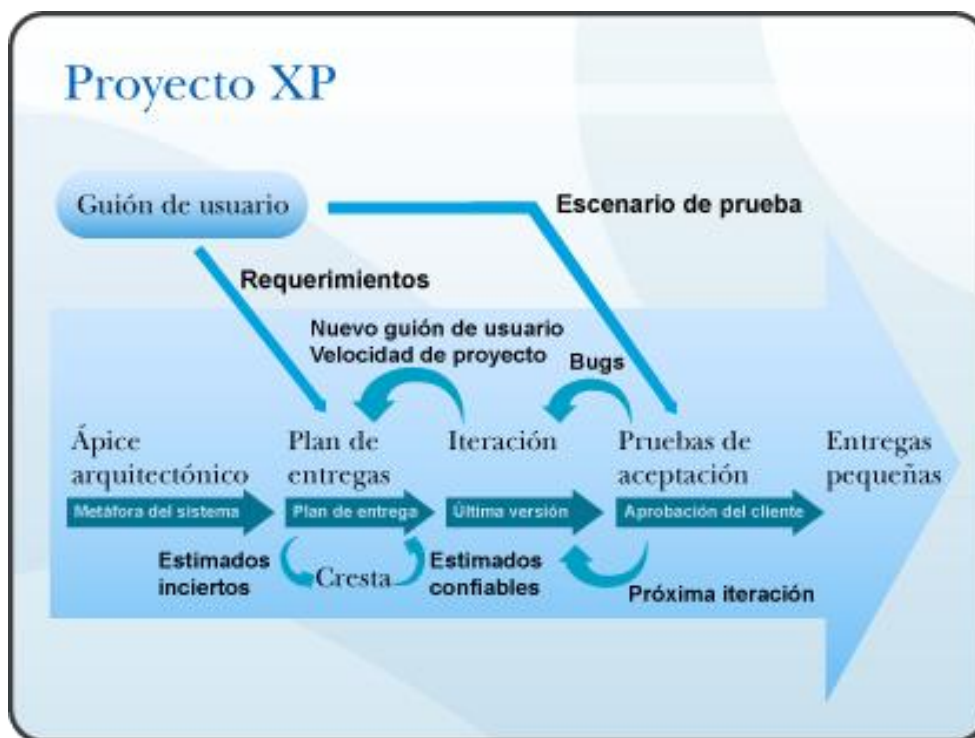 Proyecto XP
Guión de usuario
Escenario de prueba
Requerimientos
Nuevo guión de usuario
Velocidad de proyecto
Bugs
Ápice
arquitectónico
Plan de
entregas
Iteración
Pruebas de
aceptación
Entregas
pequeñas
Metáfora del sistema
Plan de entrega
Última versión
Aprobación del cliente
Estimados
inciertos
Cresta
Estimados
confiables
Próxima iteración